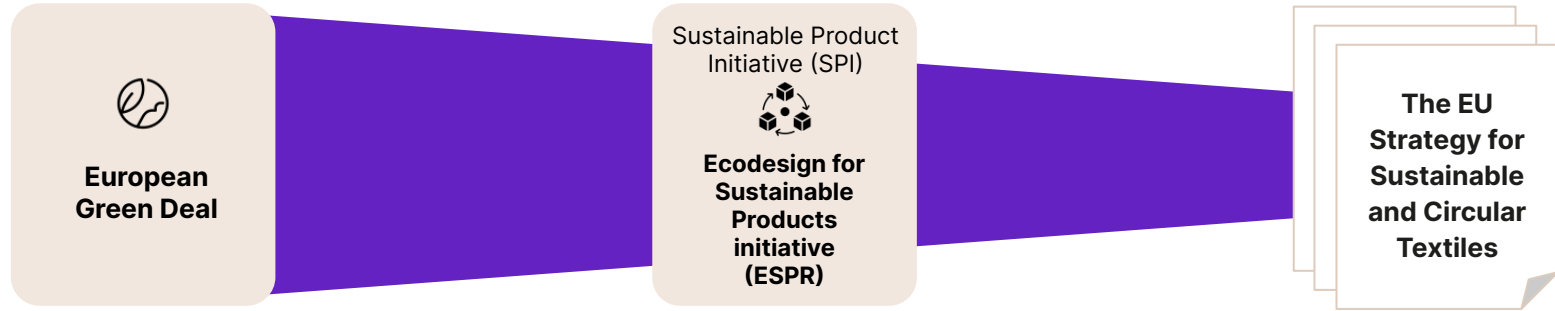 European
Green Deal
Sustainable Product
Initiative (SPI)
Ecodesign for
Sustainable
Products
initiative
(ESPR)
The EU
Strategy for
Sustainable
and Circular
Textiles